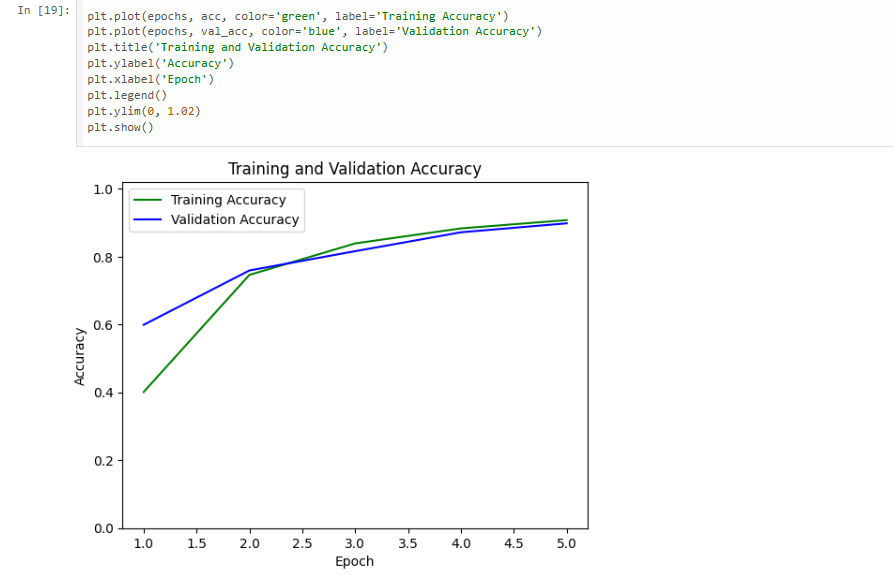 In [19]:
plt.plot(epochs, acc, color='green', label='Training Accuracy')
plt.plot(epochs, val_acc, color='blue', label='Validation Accuracy')
plt.title('Training and Validation Accuracy')
plt.ylabel('Accuracy')
plt.xlabel('Epoch')
plt.legend()
plt.ylim(0, 1.02)
plt.show()
Training and Validation Accuracy
Training Accuracy
Validation Accuracy
1.0
0.8
0.6
0.4
0.2
0.0
Accuracy
1.0 1.5 2.0 2.5 3.0 3.5 4.0 4.5 5.0
Epoch